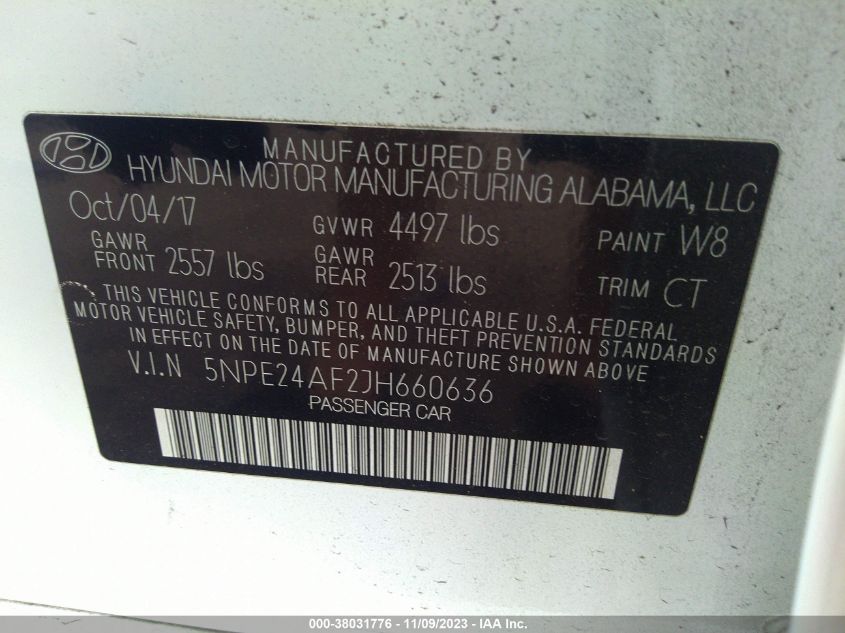 MANUFACTURED BY
HYUNDAI MOTOR MANUFACTURING ALABAMA, LLC
Oct/04/17 GVWR 4497 lbs PAINT W8
GAWR FRONT 2557 lbs GAWR REAR 2513 lbs TRIM CT
THIS VEHICLE CONFORMS TO ALL APPLICABLE U.S.A. FEDERAL
MOTOR VEHICLE SAFETY, BUMPER, AND THEFT PREVENTION STANDARDS
IN EFFECT ON THE DATE OF MANUFACTURE SHOWN ABOVE.
V.I.N 5NPE24AF2JH660636
PASSENGER CAR
000-38031776 - 11/09/2023 - IAA Inc.